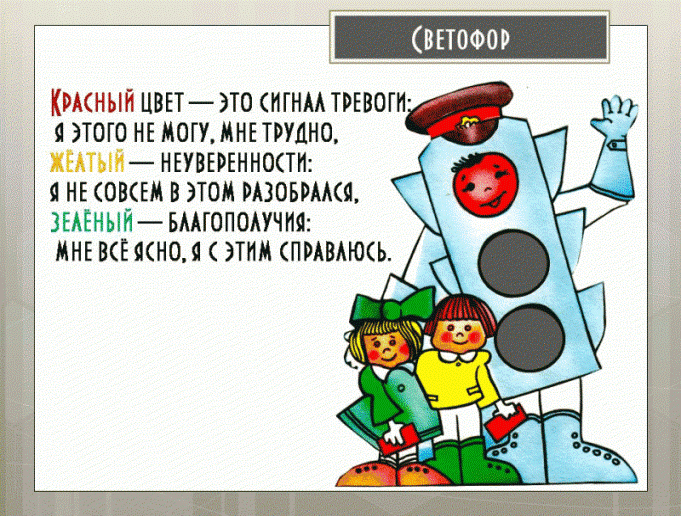 Светофор
Красный цвет — это сигнал тревоги:
я этого не могу, мне трудно,
жёлтый — неуверенности:
я не совсем в этом разобрался,
зелёный — благополучия:
мне всё ясно, я с этим справлюсь.